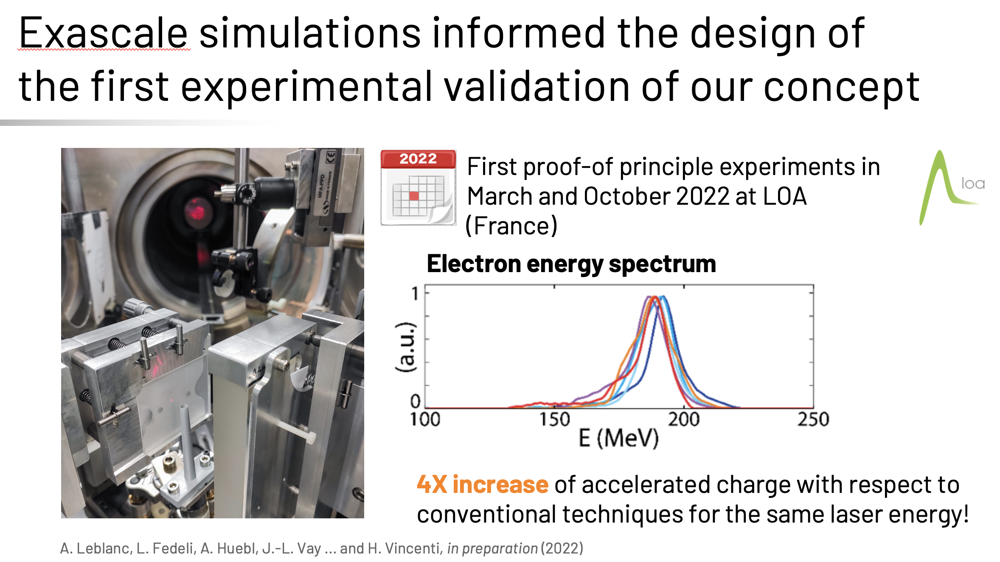 Exascale simulations informed the design of
the first experimental validation of our concept
2022
First proof-of principle experiments in
March and October 2022 at LOA
(France)
loa
CE
MFA-PPD
MADE IN FRANCE
Electron energy spectrum
1
(a.u.)
0
100 150 200 250
E (MeV)
4X increase of accelerated charge with respect to
conventional techniques for the same laser energy!
A. Leblanc, L. Fedeli, A. Huebl, J.-L. Vay ... and H. Vincenti, in preparation (2022)